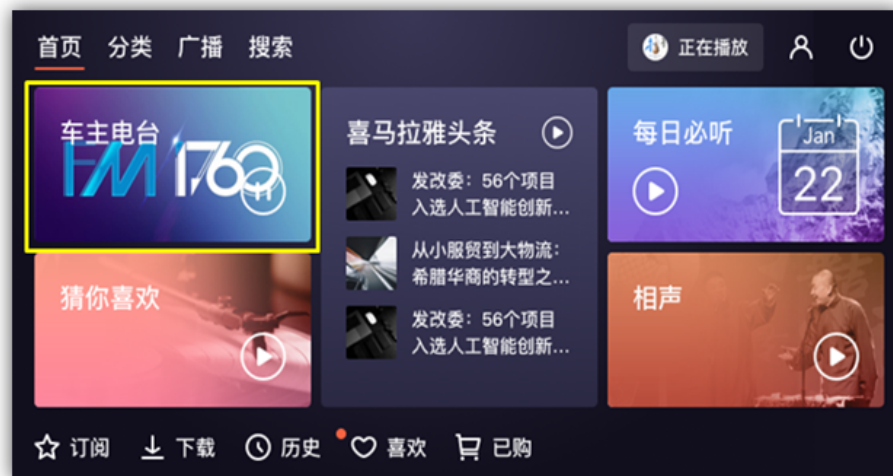 首页 分类 广播 搜索 正在播放
车主电台
FM 1760
喜马拉雅头条
发改委：56个项目
入选人工智能创新...
从小服贸到大物流：
希腊华商的转型之...
发改委：56个项目
入选人工智能创新...
每日必听
Jan
22
猜你喜欢
相声
订阅 下载 历史 喜欢 已购